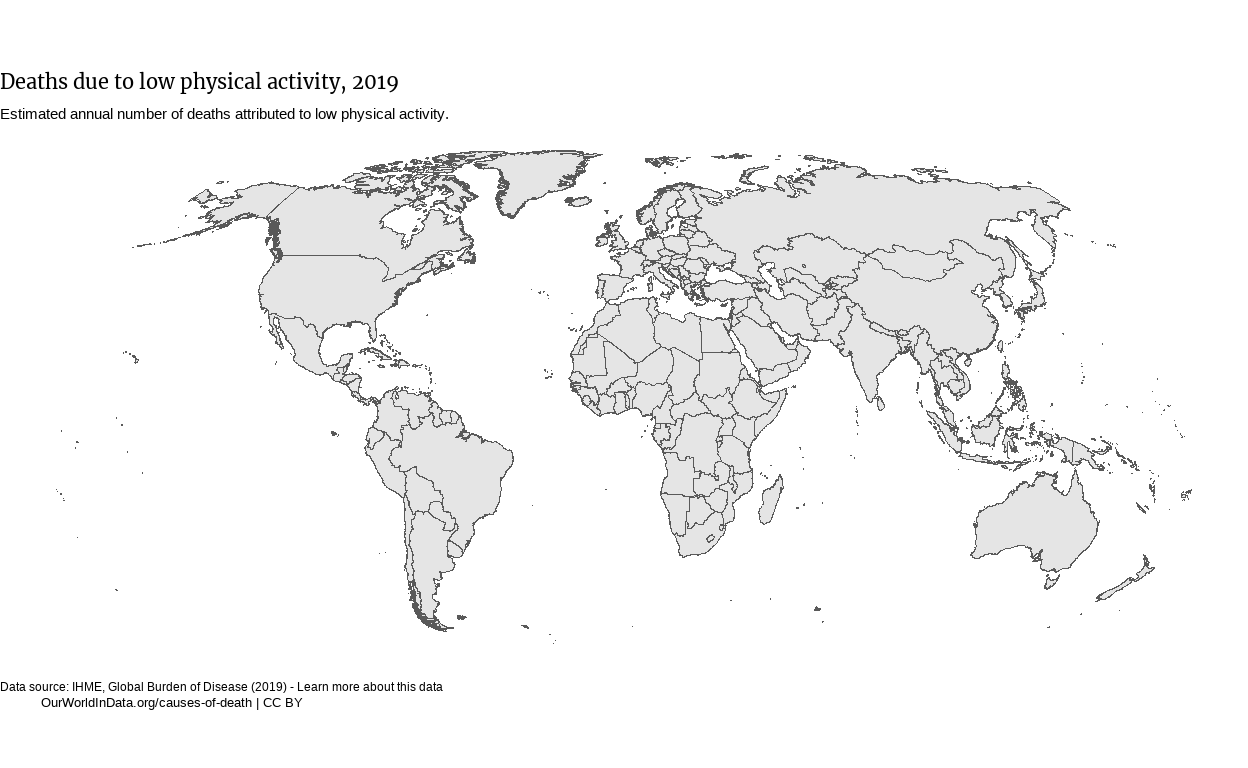 Deaths due to low physical activity, 2019
Estimated annual number of deaths attributed to low physical activity.
Data source: IHME, Global Burden of Disease (2019) - Learn more about this data
OurWorldInData.org/causes-of-death | CC BY